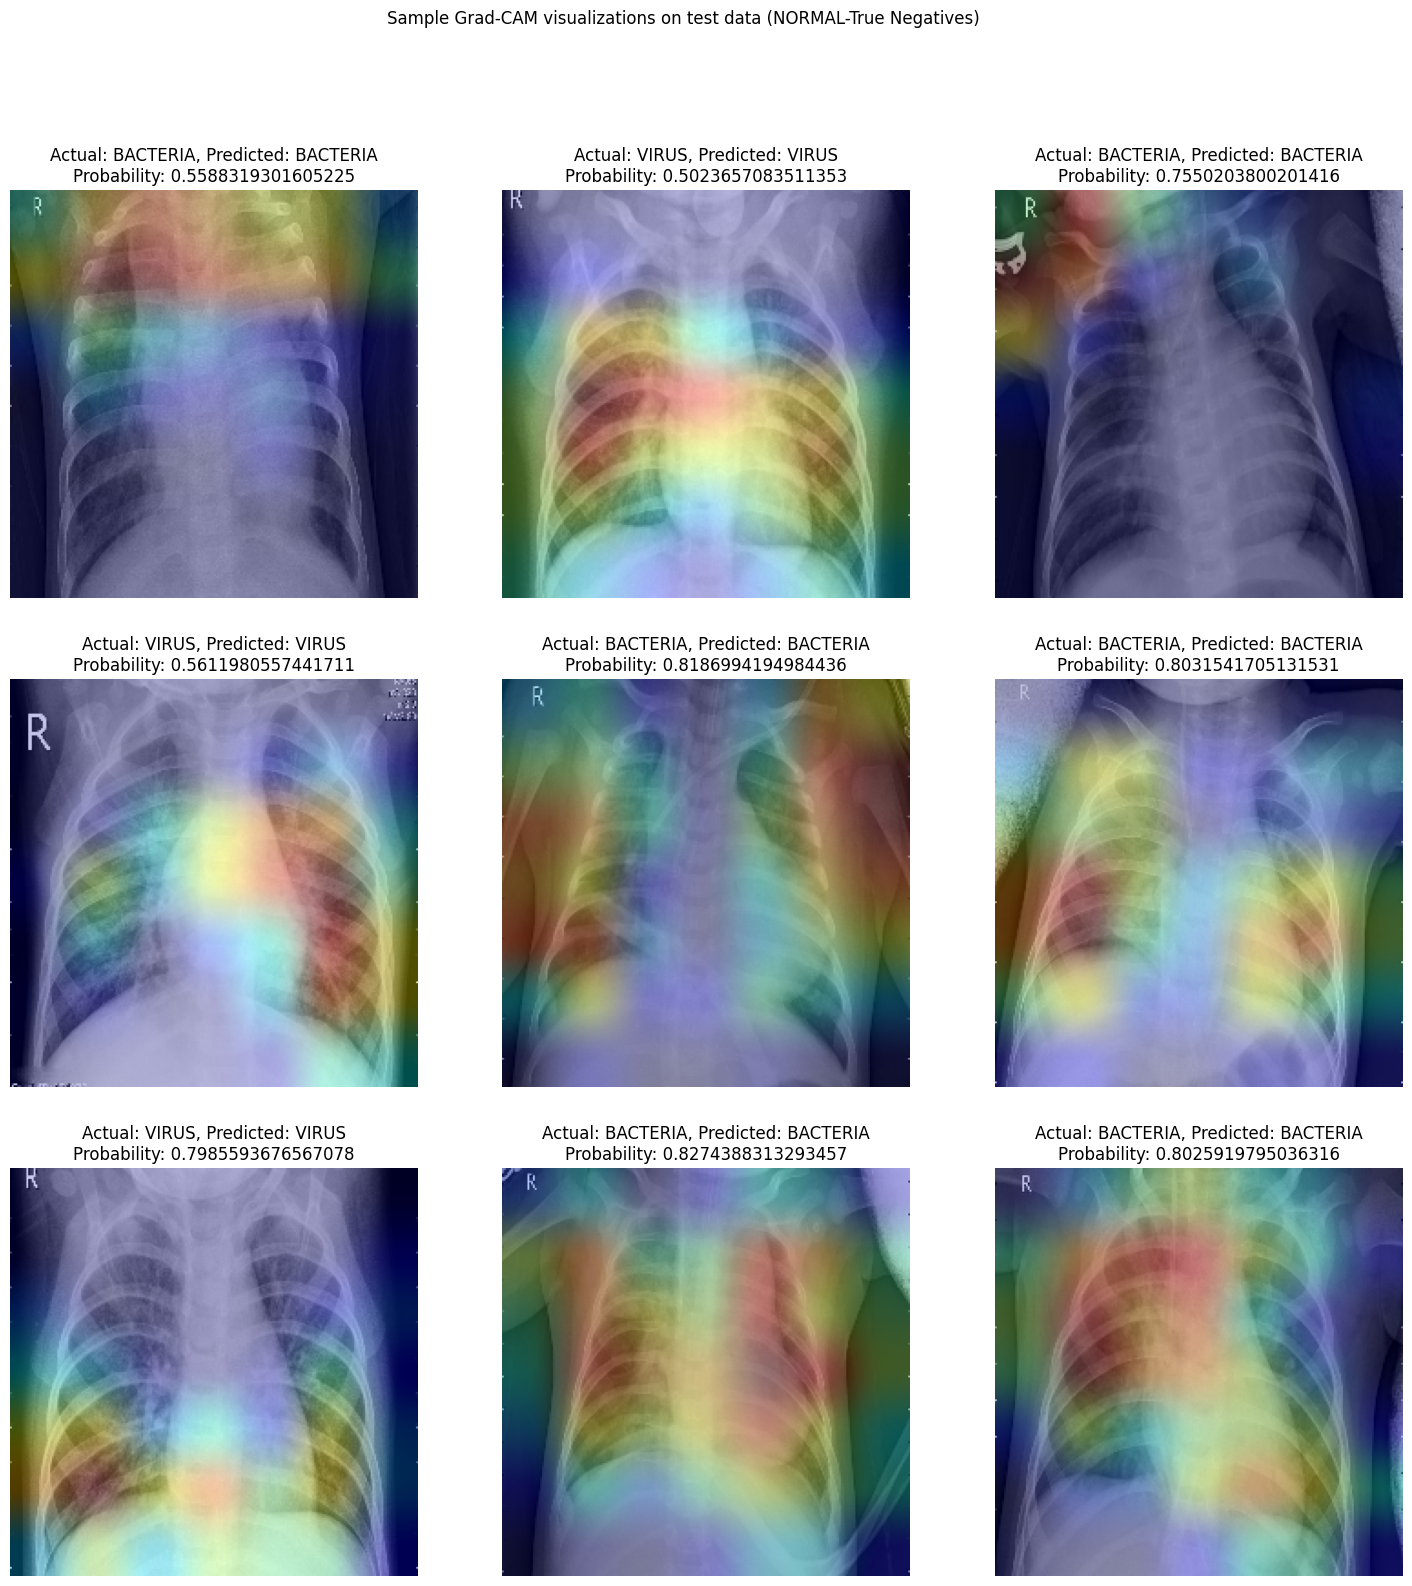 Sample Grad-CAM visualizations on test data (NORMAL-True Negatives)
Actual: BACTERIA, Predicted: BACTERIA
Probability: 0.5588319301605225
Actual: VIRUS, Predicted: VIRUS
Probability: 0.5023657083511353
Actual: BACTERIA, Predicted: BACTERIA
Probability: 0.7550203800201416
R
R
R
Actual: VIRUS, Predicted: VIRUS
Probability: 0.5611980557441711
Actual: BACTERIA, Predicted: BACTERIA
Probability: 0.8186994194984436
Actual: BACTERIA, Predicted: BACTERIA
Probability: 0.8031541705131531
R
R
R
Actual: VIRUS, Predicted: VIRUS
Probability: 0.7985593676567078
Actual: BACTERIA, Predicted: BACTERIA
Probability: 0.8274388313293457
Actual: BACTERIA, Predicted: BACTERIA
Probability: 0.8025919795036316
R
R
R